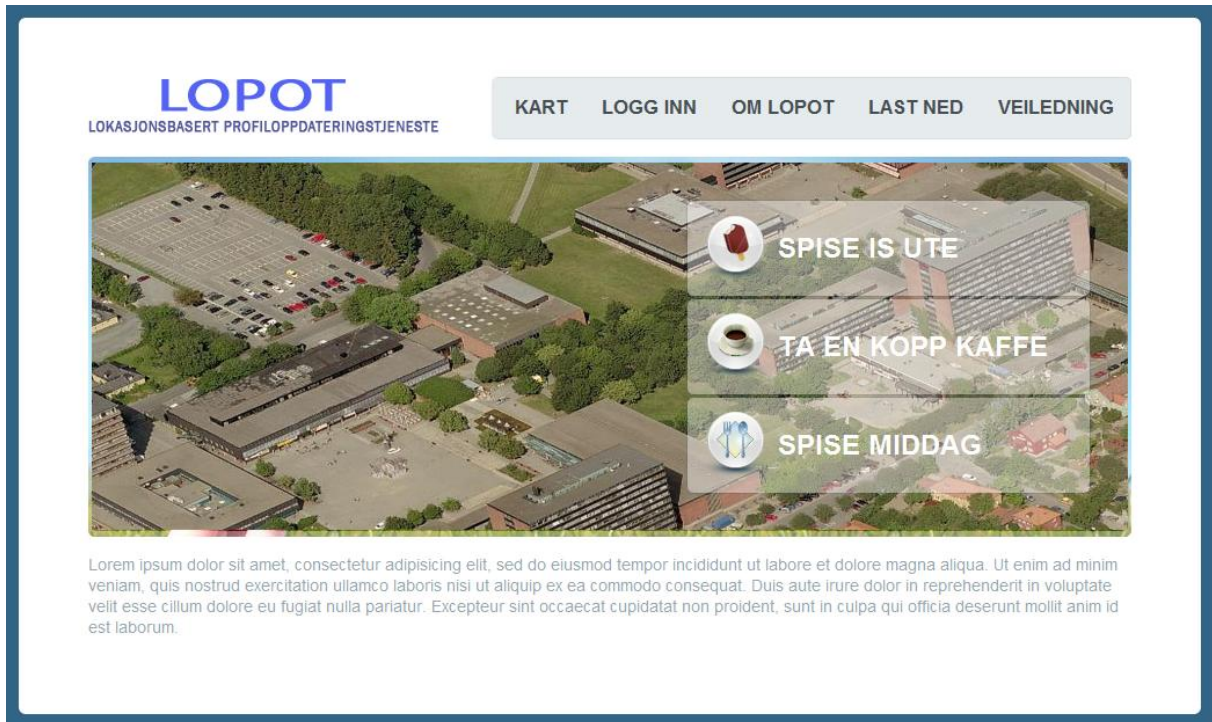 LOPOT
LOKASJONSBASERT PROFILOPPDATERINGSTJENESTE
KART LOGG INN OM LOPOT LAST NED VEILEDNING
SPISE IS UTE
TA EN KOPP KAFFE
SPISE MIDDAG
Lorem ipsum dolor sit amet, consectetur adipisicing elit, sed do eiusmod tempor incididunt ut labore et dolore magna aliqua. Ut enim ad minim
veniam, quis nostrud exercitation ullamco laboris nisi ut aliquip ex ea commodo consequat. Duis aute irure dolor in reprehenderit in voluptate
velit esse cillum dolore eu fugiat nulla pariatur. Excepteur sint occaecat cupidatat non proident, sunt in culpa qui officia deserunt mollit anim id
est laborum.